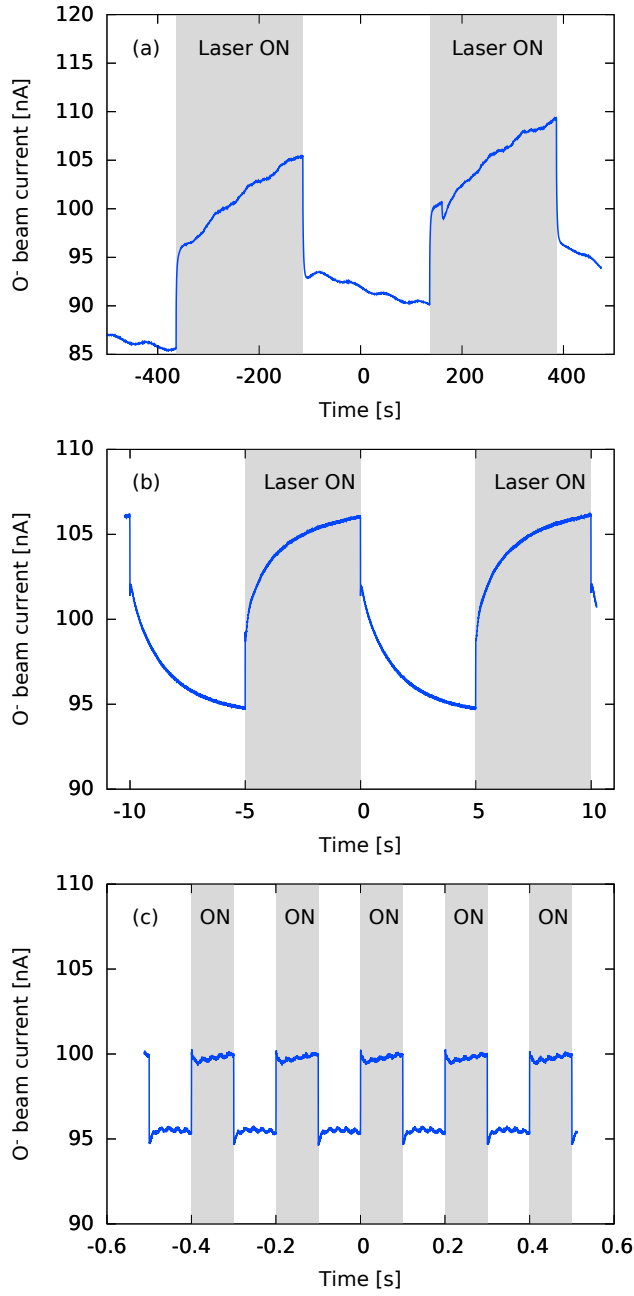 120
(a)
Laser ON
Laser ON
115
110
105
100
95
90
85
O⁻ beam current [nA]
-400
-200
0
200
400
Time [s]
110
(b)
Laser ON
Laser ON
105
100
95
90
O⁻ beam current [nA]
-10
-5
0
5
10
Time [s]
110
(c)
ON
ON
ON
ON
ON
105
100
95
90
O⁻ beam current [nA]
-0.6
-0.4
-0.2
0
0.2
0.4
0.6
Time [s]